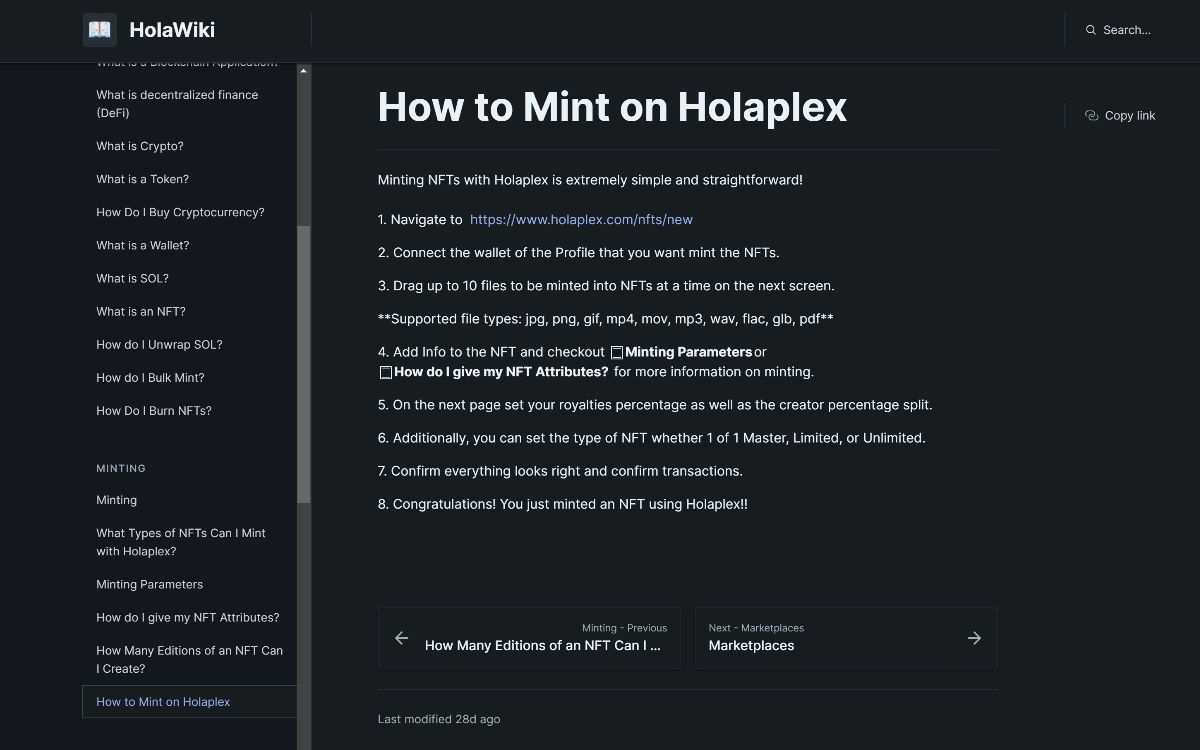 HolaWiki
Search...
What is a Blockchain Application?
What is decentralized finance
(DeFi)
What is Crypto?
What is a Token?
How Do I Buy Cryptocurrency?
What is a Wallet?
What is SOL?
What is an NFT?
How do I Unwrap SOL?
How do I Bulk Mint?
How Do I Burn NFTs?
MINTING
Minting
What Types of NFTs Can I Mint
with Holaplex?
Minting Parameters
How do I give my NFT Attributes?
How Many Editions of an NFT Can
I Create?
How to Mint on Holaplex
How to Mint on Holaplex
Copy link
Minting NFTs with Holaplex is extremely simple and straightforward!
1. Navigate to https://www.holaplex.com/nfts/new
2. Connect the wallet of the Profile that you want mint the NFTs.
3. Drag up to 10 files to be minted into NFTs at a time on the next screen.
**Supported file types: jpg, png, gif, mp4, mov, mp3, wav, flac, glb, pdf**
4. Add Info to the NFT and checkout Minting Parameters or
How do I give my NFT Attributes? for more information on minting.
5. On the next page set your royalties percentage as well as the creator percentage split.
6. Additionally, you can set the type of NFT whether 1 of 1 Master, Limited, or Unlimited.
7. Confirm everything looks right and confirm transactions.
8. Congratulations! You just minted an NFT using Holaplex!!
Minting - Previous
How Many Editions of an NFT Can I ...
Next - Marketplaces
Marketplaces
Last modified 28d ago